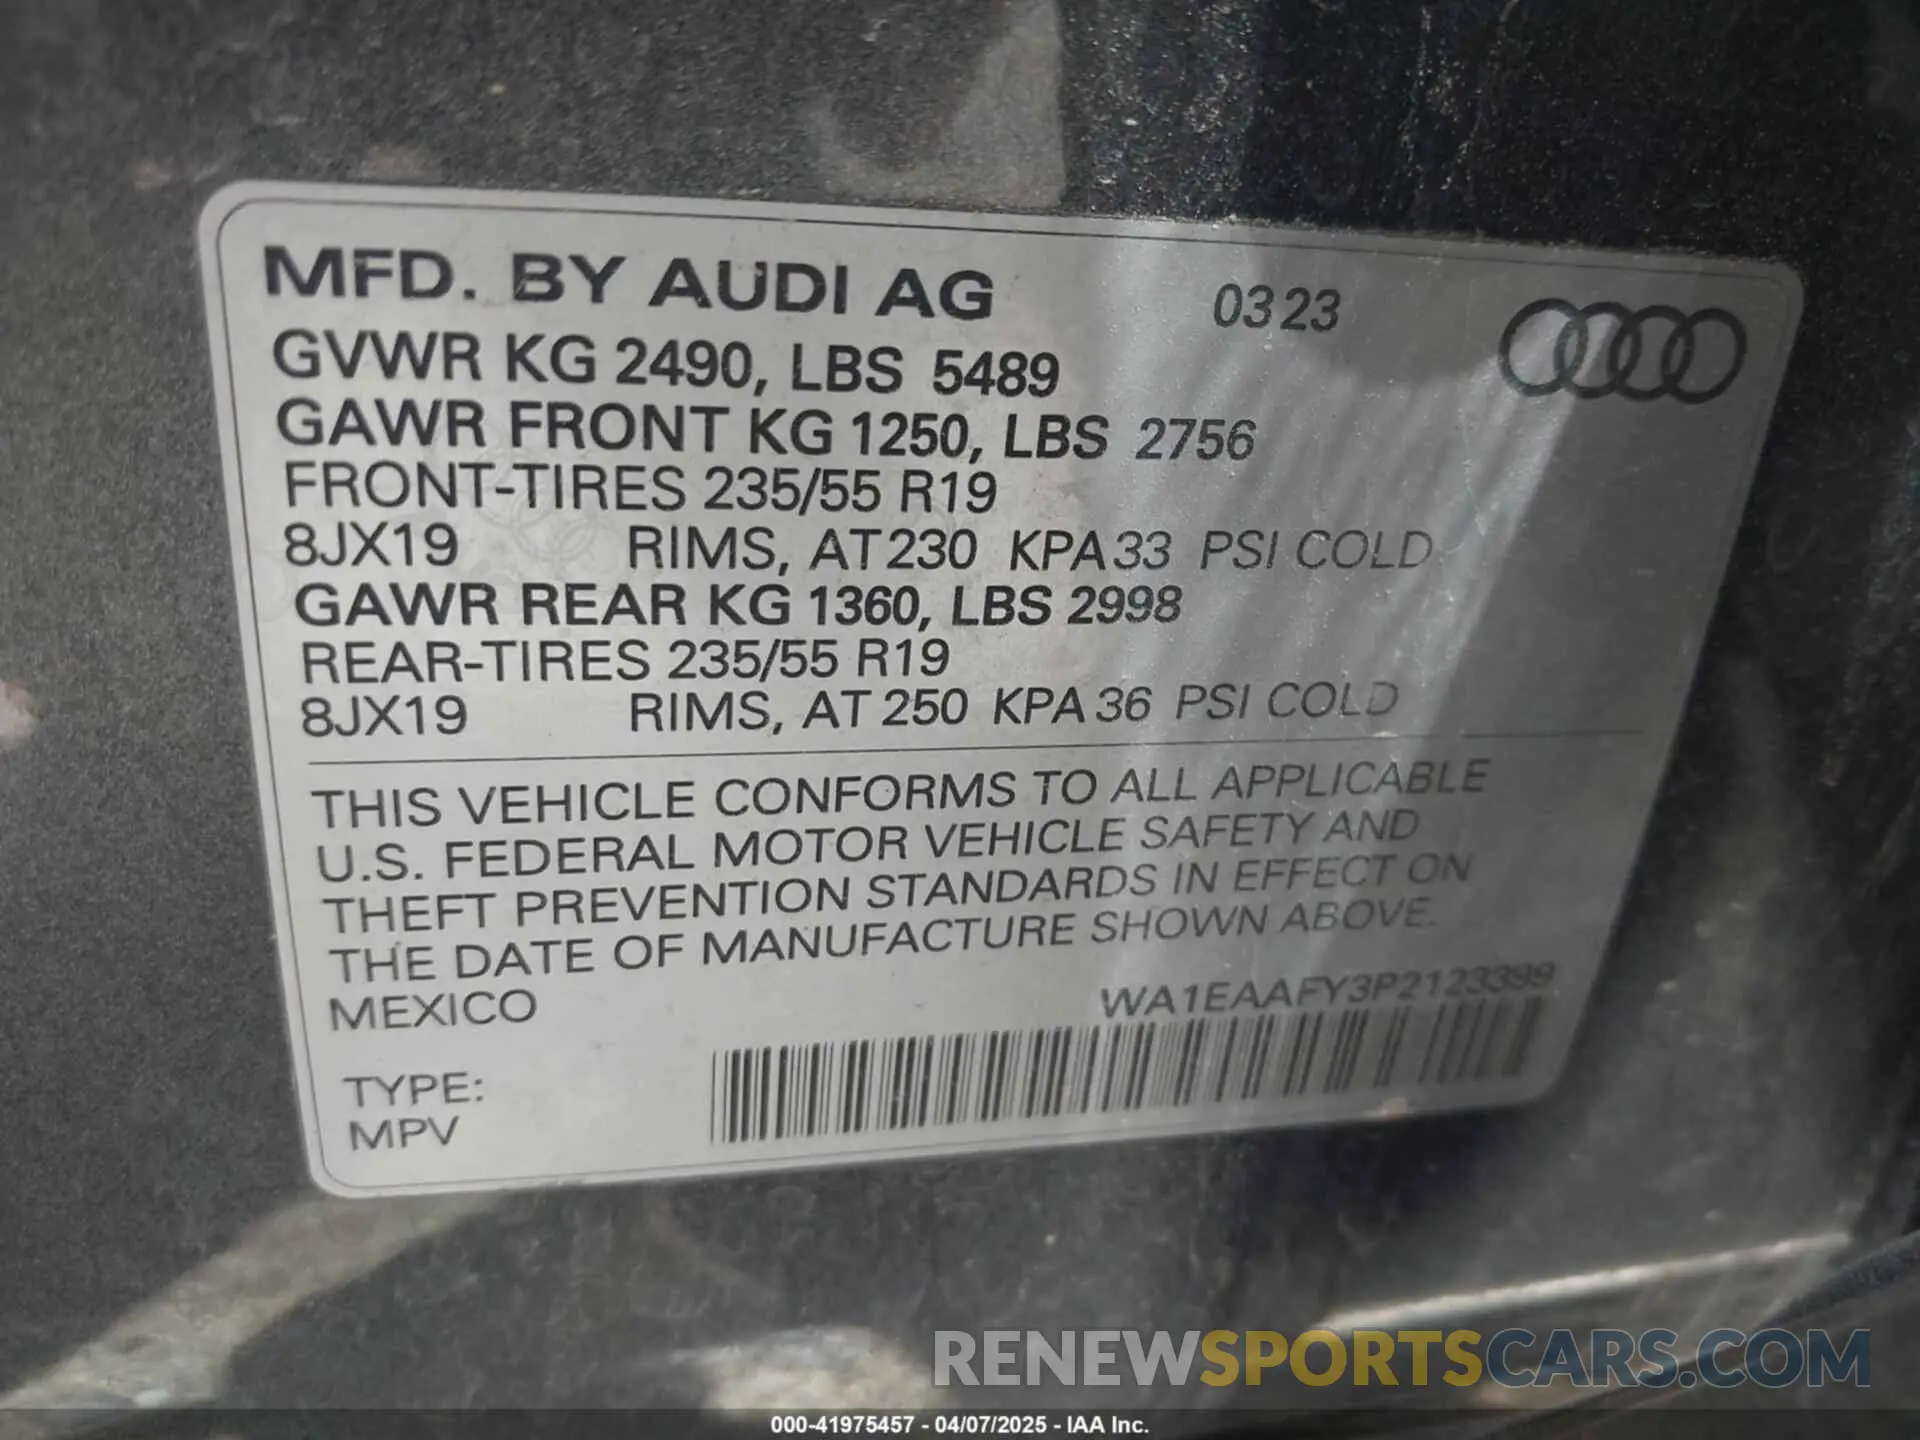 MFD. BY AUDI AG 0323
GVWR KG 2490, LBS 5489
GAWR FRONT KG 1250, LBS 2756
FRONT-TIRES 235/55 R19
8JX19 RIMS, AT 230 KPA 33 PSI COLD
GAWR REAR KG 1360, LBS 2998
REAR-TIRES 235/55 R19
8JX19 RIMS, AT 250 KPA 36 PSI COLD
THIS VEHICLE CONFORMS TO ALL APPLICABLE
U.S. FEDERAL MOTOR VEHICLE SAFETY AND
THEFT PREVENTION STANDARDS IN EFFECT ON
THE DATE OF MANUFACTURE SHOWN ABOVE.
MEXICO WA1EAAFY3P2123399
TYPE:
MPV
RENEWSPORTSCARS.COM
000-41975457 - 04/07/2025 - IAA Inc.